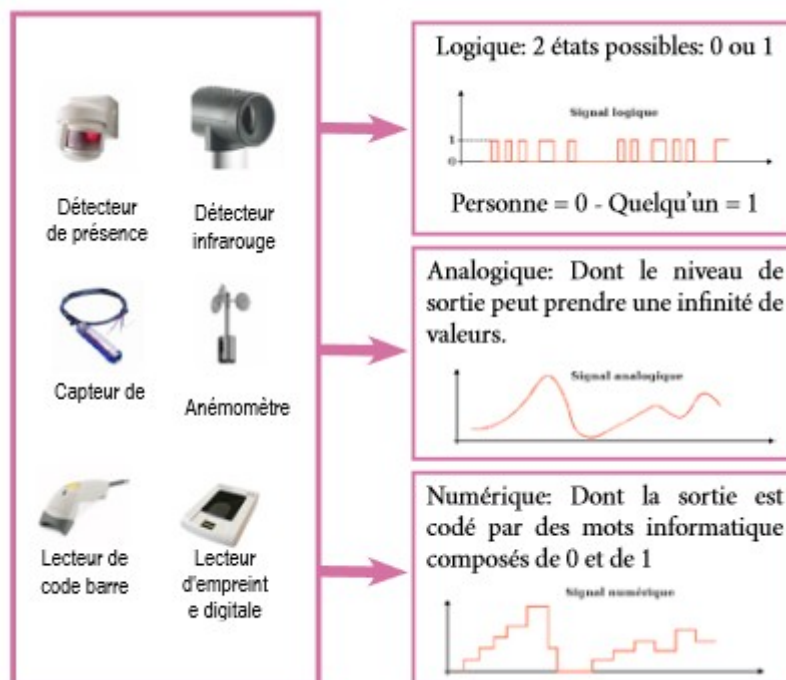 Détecteur
de présence
Détecteur
infrarouge
Capteur de
Anémomètre
Lecteur de
code barre
Lecteur
d'empreint
e digitale
Logique: 2 états possibles: 0 ou 1
Signal logique
1
0
Personne = 0 - Quelqu'un = 1
Analogique: Dont le niveau de
sortie peut prendre une infinité de
valeurs.
Signal analogique
Numérique: Dont la sortie est
codé par des mots informatique
composés de 0 et de 1
Signal numérique